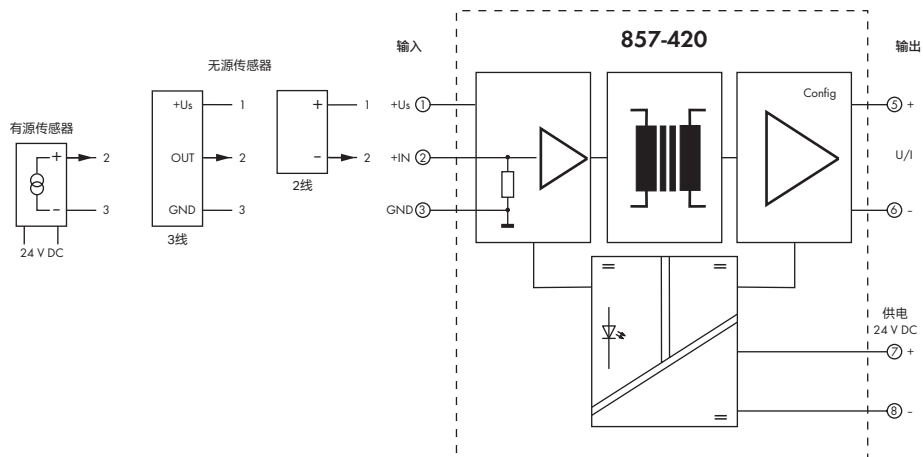 857-420
输入
输出
无源传感器
有源传感器
+Us 1
OUT 2
GND 3
3线
+ 1
− 2
2线
+ 2
− 3
24 V DC
+Us ①
+IN ②
GND ③
Config
⑤ +
U/I
⑥ −
供电
24 V DC
⑦ +
⑧ −